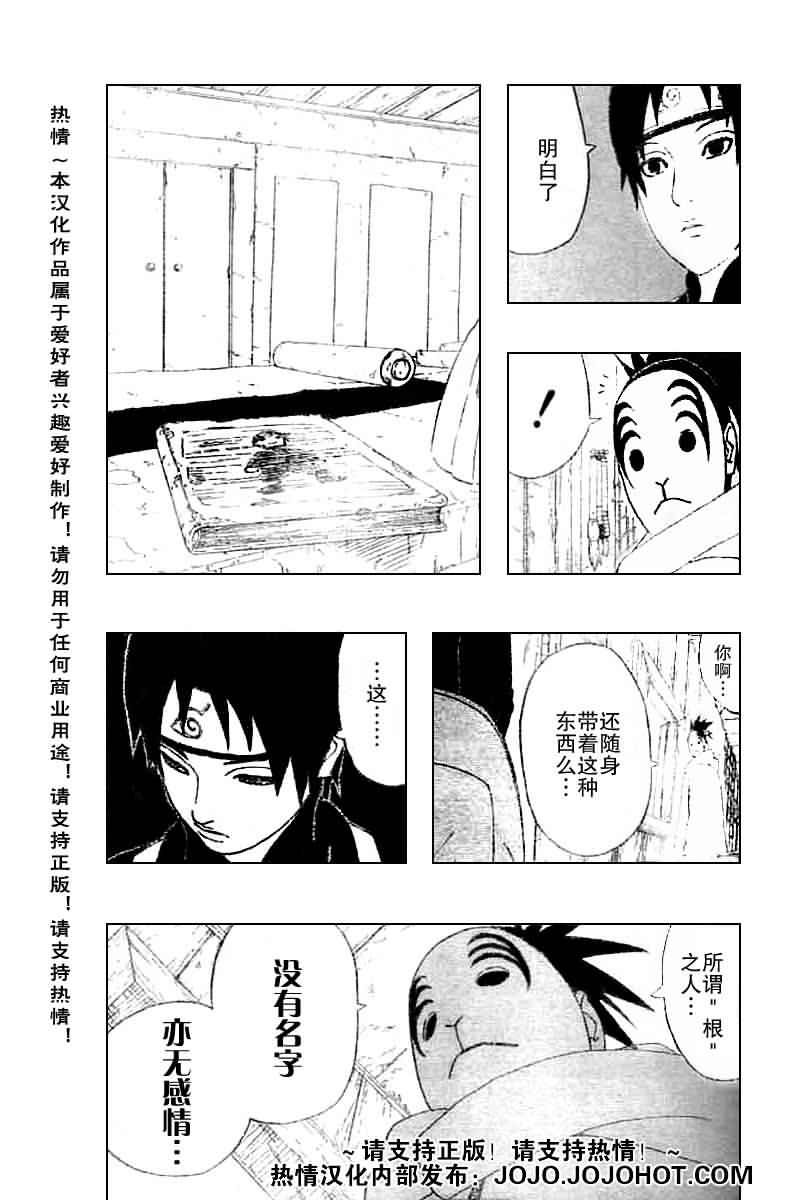 明白
了
！
你
啊…
还随身
带着这种
东西么…
…这……
所谓"根"
之人…
没有名字
亦无感情…
热情～本汉化作品属于爱好者兴趣爱好制作！请勿用于任何商业用途！请支持正版！请支持热情！
～请支持正版！请支持热情！～
热情汉化内部发布：JOJO.JOJOHOT.COM